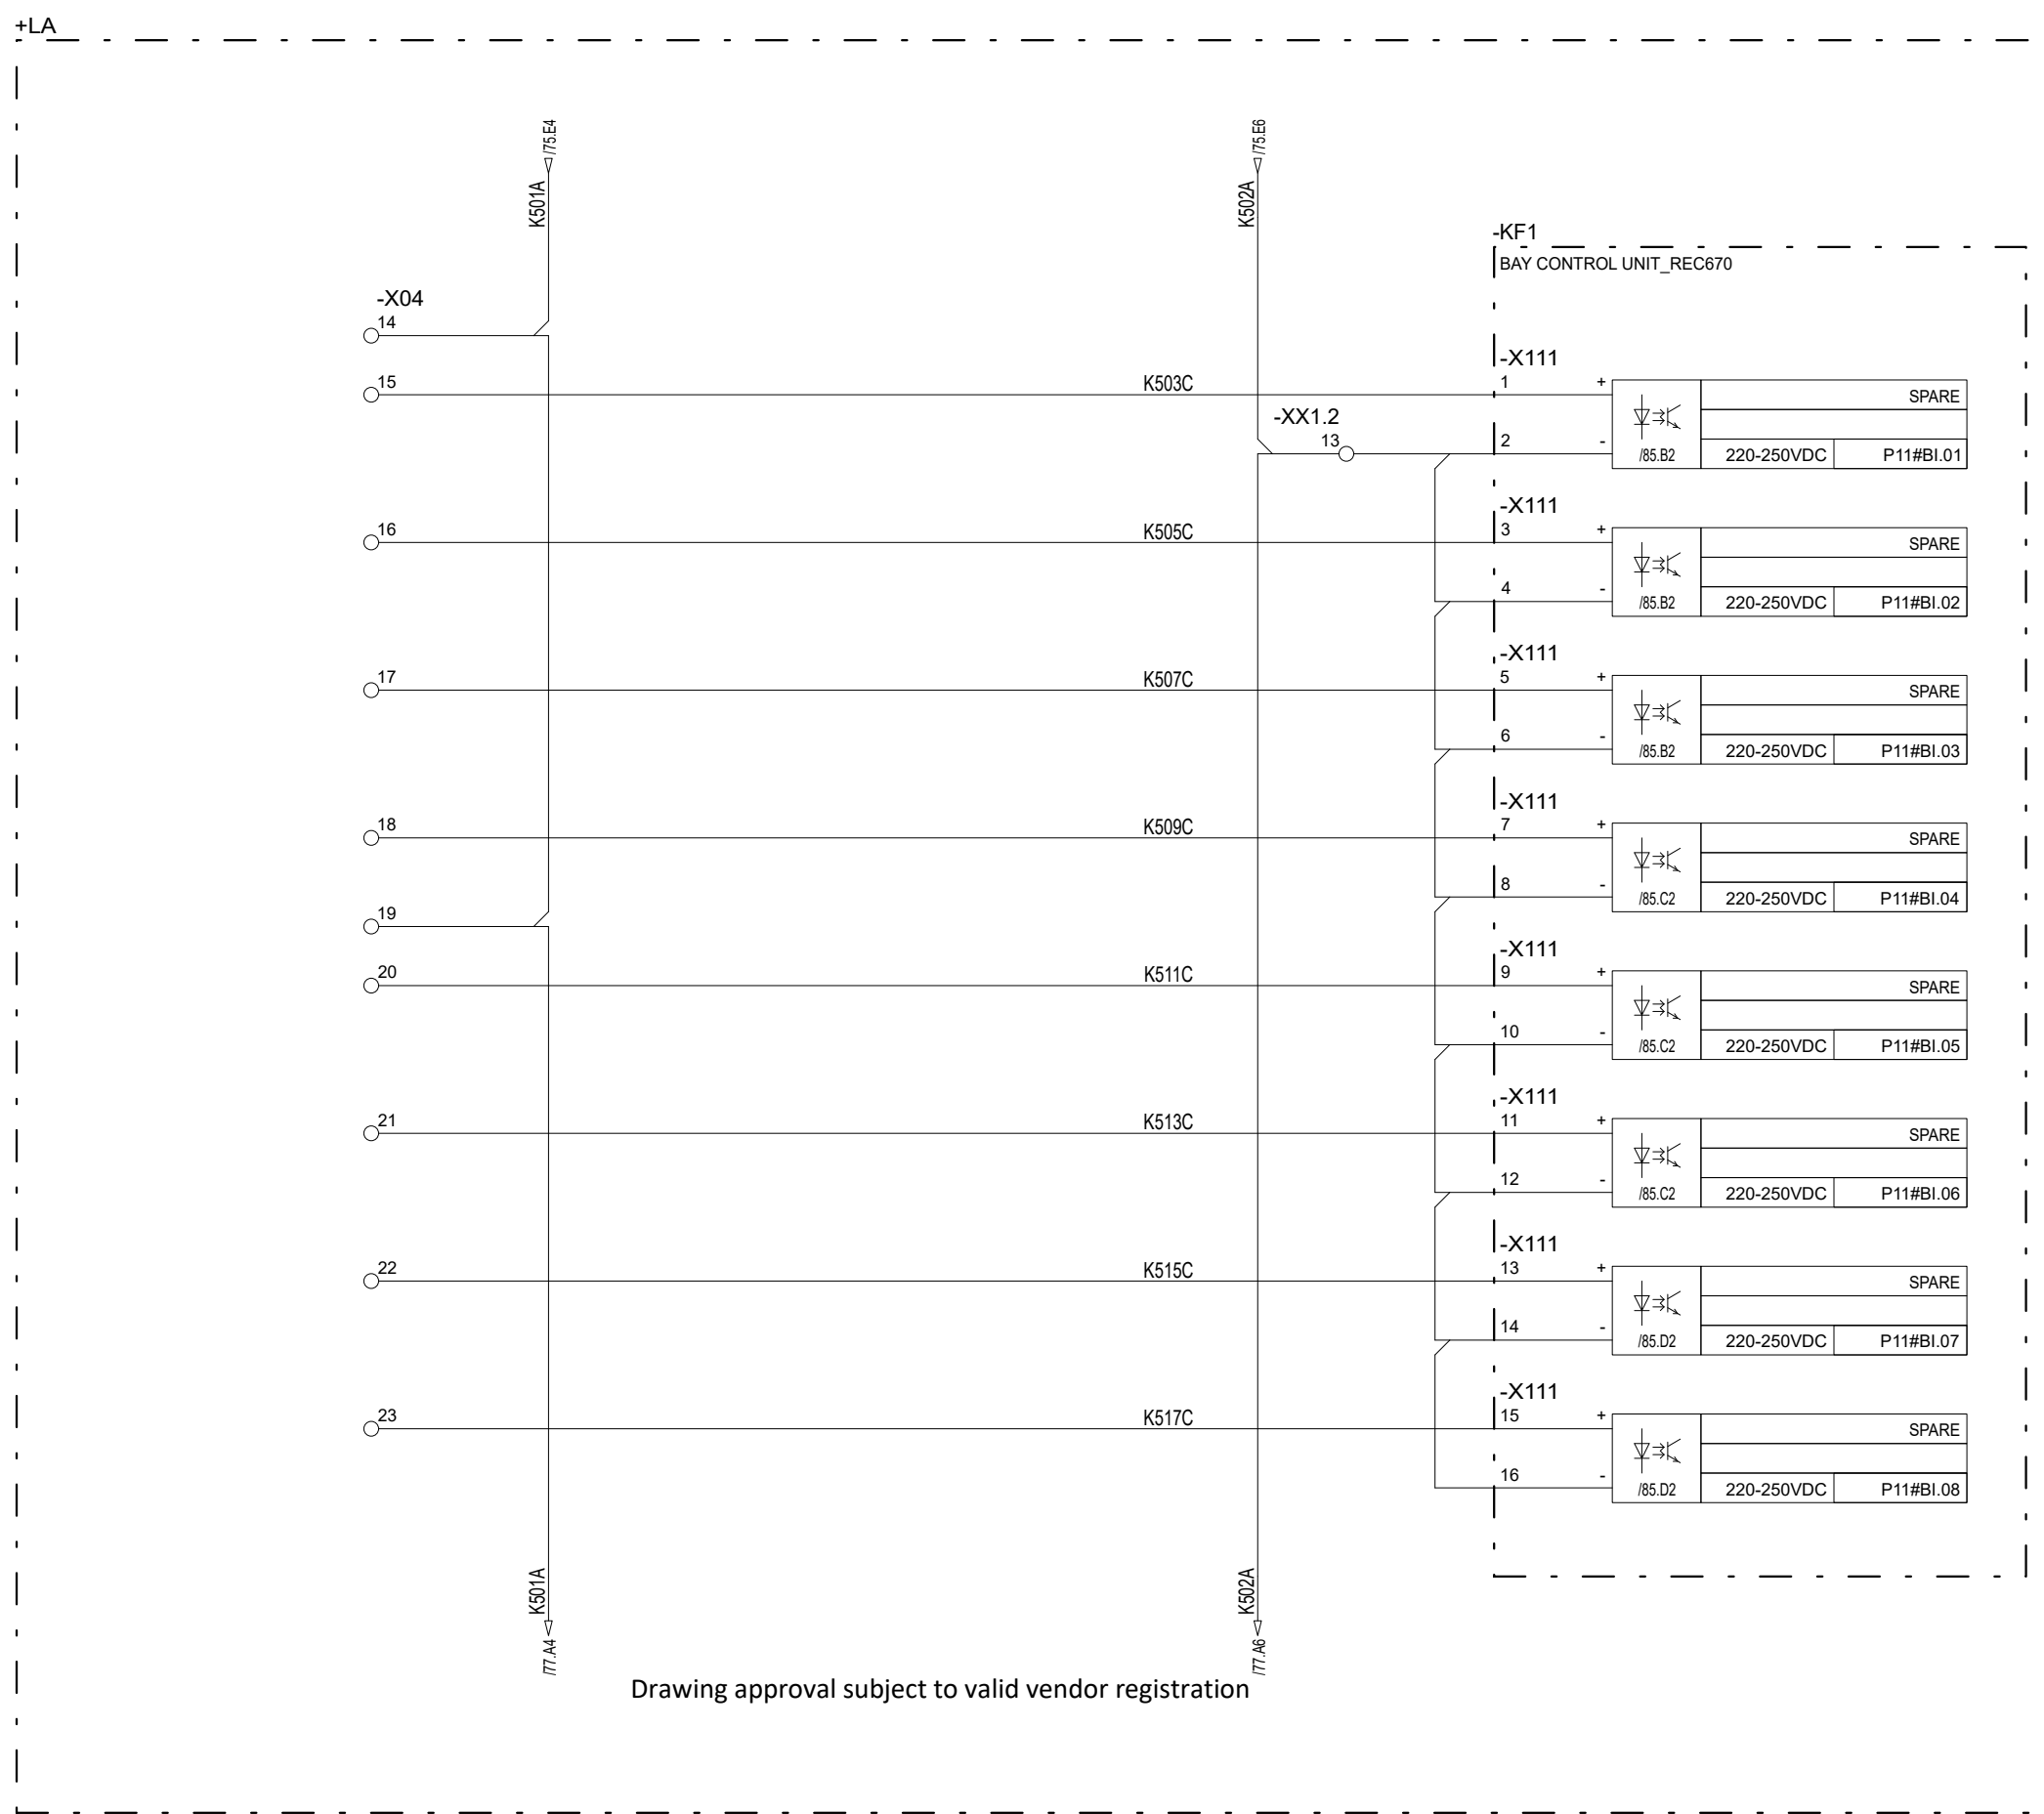 +LA
/75.E4
/75.E6
K501A
K502A
-KF1
BAY CONTROL UNIT_REC670
-X04
14
-X111
15
K503C
1
+
SPARE
-XX1.2
13
2
-
/85.B2
220-250VDC
P11#BI.01
-X111
16
K505C
3
+
SPARE
4
-
/85.B2
220-250VDC
P11#BI.02
-X111
17
K507C
5
+
SPARE
6
-
/85.B2
220-250VDC
P11#BI.03
-X111
18
K509C
7
+
SPARE
8
-
/85.C2
220-250VDC
P11#BI.04
19
-X111
20
K511C
9
+
SPARE
10
-
/85.C2
220-250VDC
P11#BI.05
-X111
21
K513C
11
+
SPARE
12
-
/85.C2
220-250VDC
P11#BI.06
-X111
22
K515C
13
+
SPARE
14
-
/85.D2
220-250VDC
P11#BI.07
-X111
23
K517C
15
+
SPARE
16
-
/85.D2
220-250VDC
P11#BI.08
K501A
K502A
/77.A4
/77.A6
Drawing approval subject to valid vendor registration